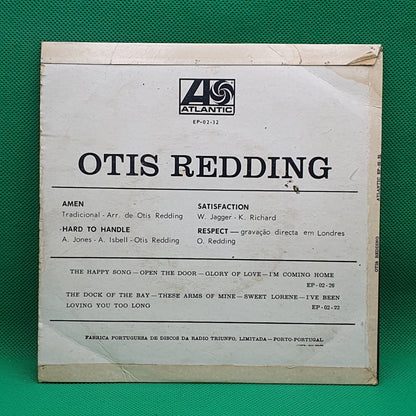 ATLANTIC
EP-02-12
OTIS REDDING
AMEN
Tradicional - Arr. de Otis Redding
HARD TO HANDLE
A. Jones - A. Isbell - Otis Redding
SATISFACTION
W. Jagger - K. Richard
RESPECT — gravação directa em Londres
O. Redding
THE HAPPY SONG — OPEN THE DOOR — GLORY OF LOVE — I'M COMING HOME
EP - 02 - 20
THE DOCK OF THE BAY — THESE ARMS OF MINE — SWEET LORENE — I'VE BEEN
LOVING YOU TOO LONG
EP - 02 - 22
FABRICA PORTUGUESA DE DISCOS DA RADIO TRIUNFO, LIMITADA — PORTO-PORTUGAL
OTIS REDDING
ATLANTIC